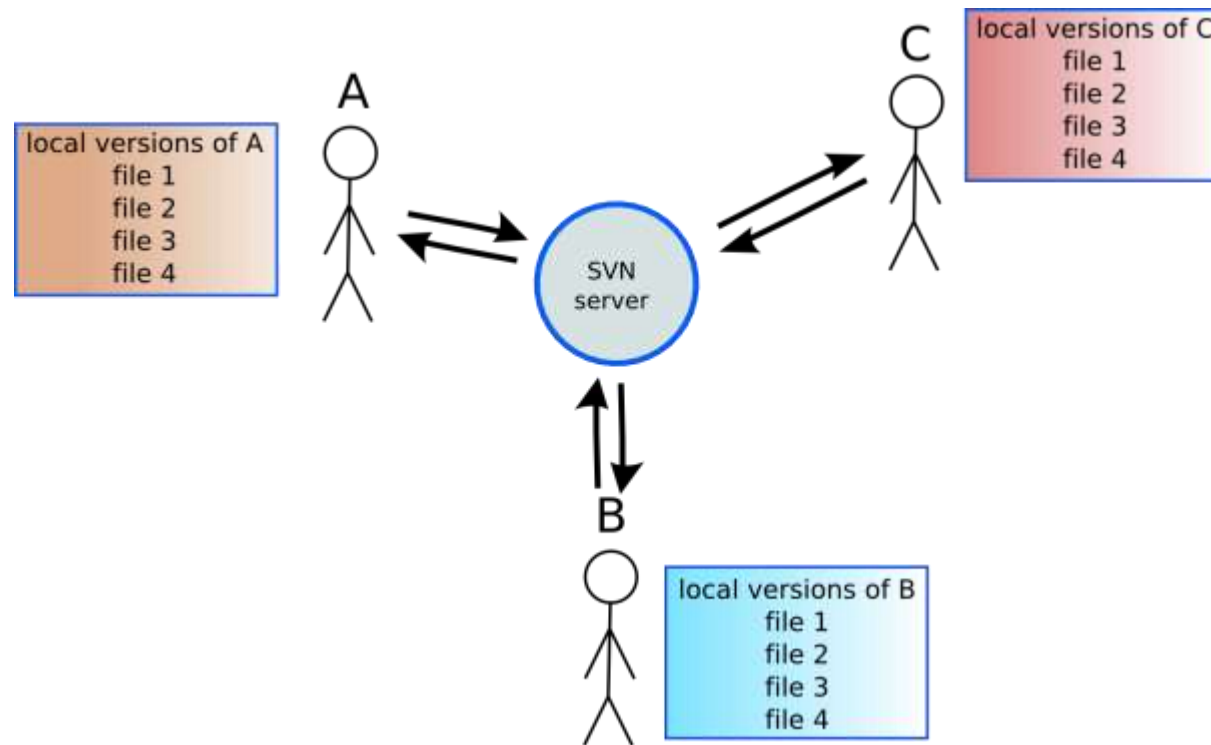 A
local versions of A
file 1
file 2
file 3
file 4
C
local versions of C
file 1
file 2
file 3
file 4
SVN
server
B
local versions of B
file 1
file 2
file 3
file 4